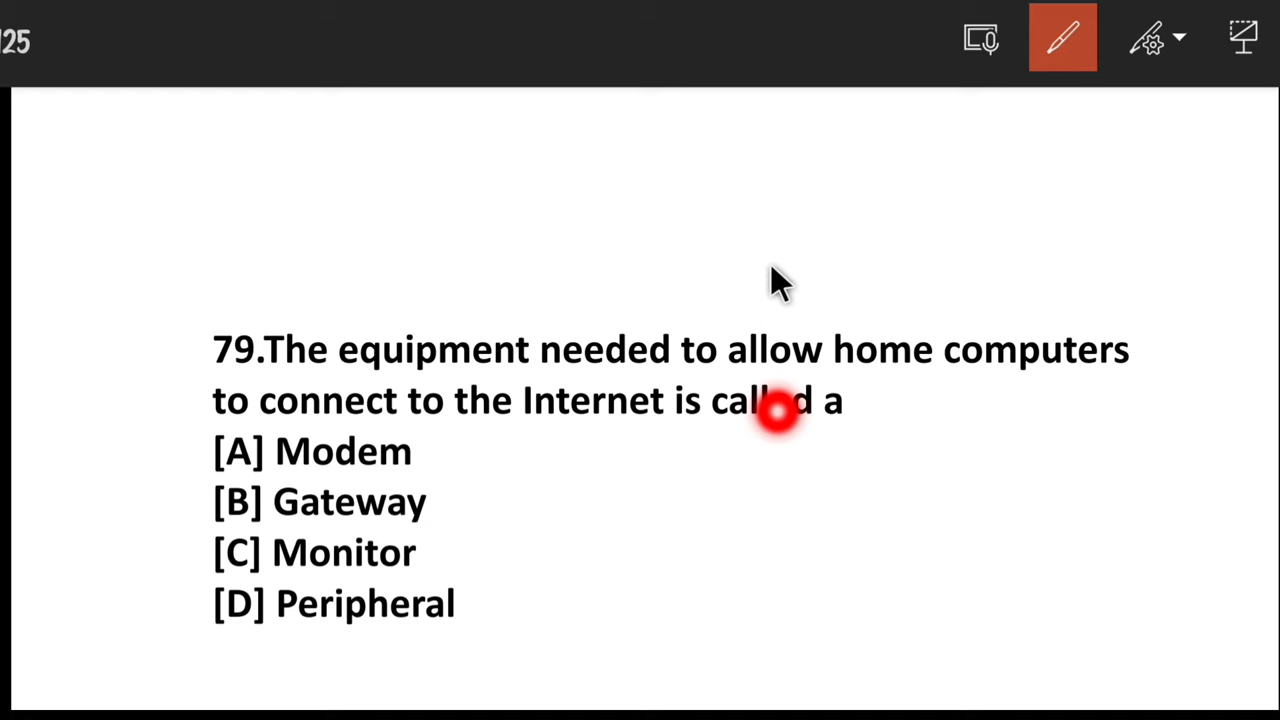 125
79.The equipment needed to allow home computers
to connect to the Internet is called a
[A] Modem
[B] Gateway
[C] Monitor
[D] Peripheral